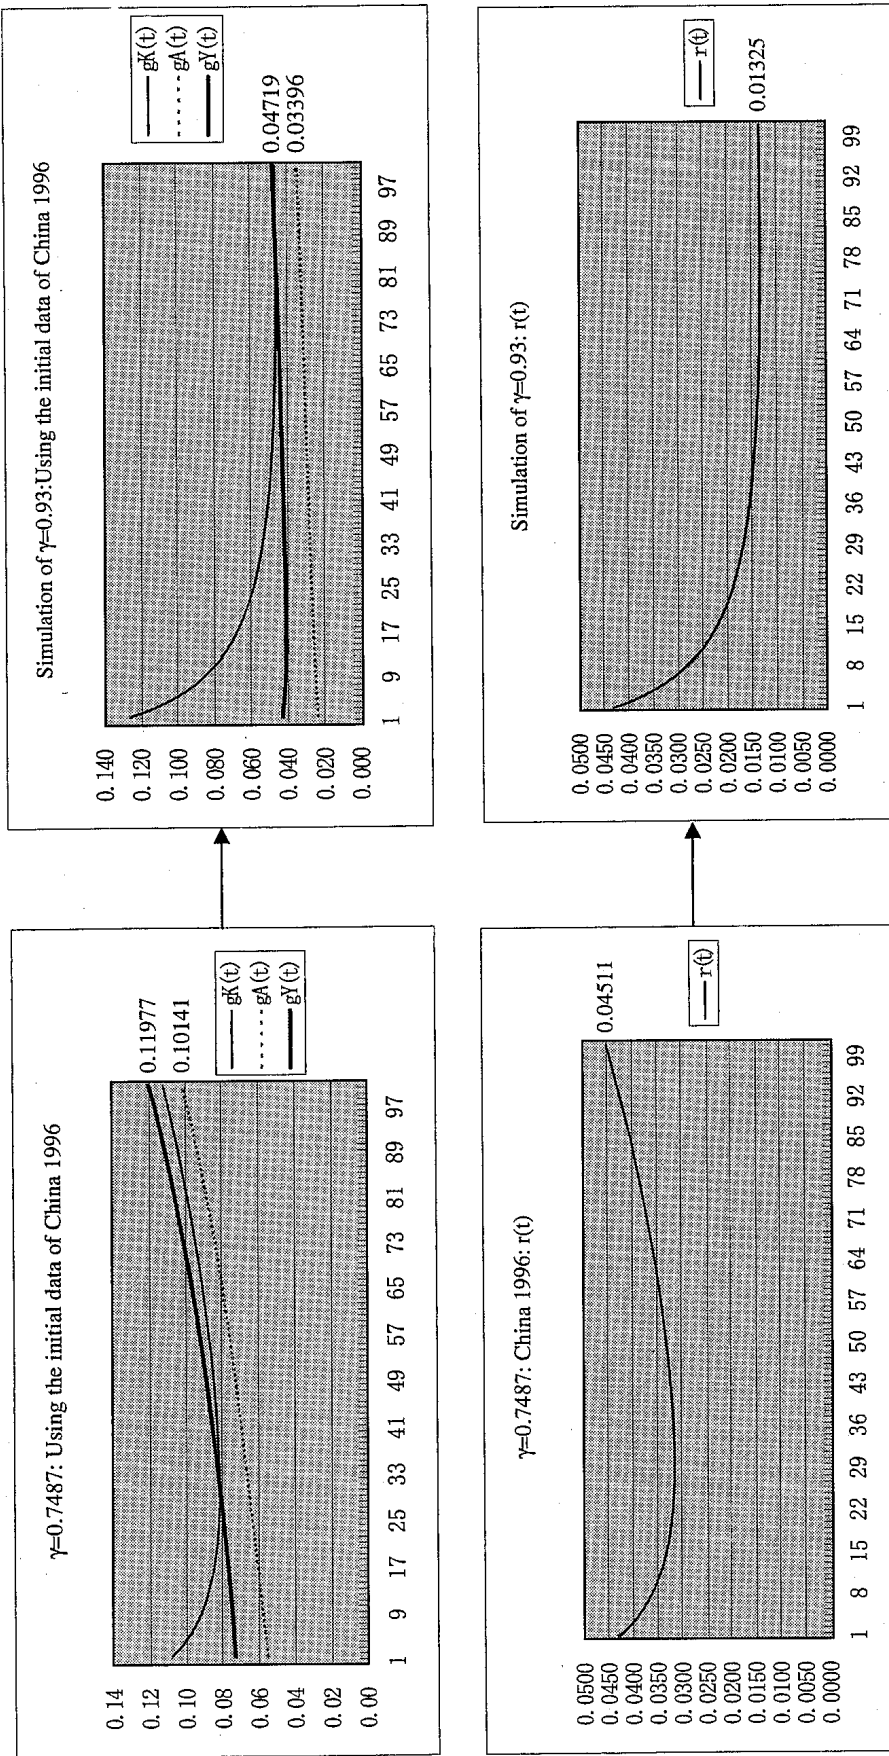 γ=0.7487: Using the initial data of China 1996
0.14
0.12
0.10
0.08
0.06
0.04
0.02
0.00
1 9 17 25 33 41 49 57 65 73 81 89 97
0.11977
0.10141
gK(t)
gA(t)
gY(t)
Simulation of γ=0.93:Using the initial data of China 1996
0.140
0.120
0.100
0.080
0.060
0.040
0.020
0.000
1 9 17 25 33 41 49 57 65 73 81 89 97
gK(t)
gA(t)
gY(t)
0.04719
0.03396
γ=0.7487: China 1996: r(t)
0.0500
0.0450
0.0400
0.0350
0.0300
0.0250
0.0200
0.0150
0.0100
0.0050
0.0000
1 8 15 22 29 36 43 50 57 64 71 78 85 92 99
0.04511
r(t)
Simulation of γ=0.93: r(t)
0.0500
0.0450
0.0400
0.0350
0.0300
0.0250
0.0200
0.0150
0.0100
0.0050
0.0000
1 8 15 22 29 36 43 50 57 64 71 78 85 92 99
r(t)
0.01325